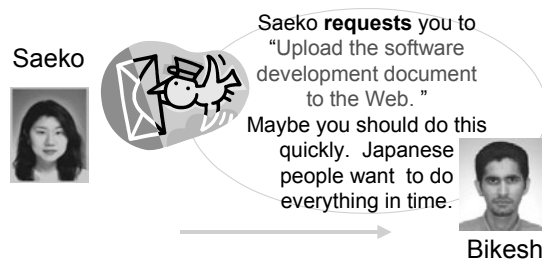 Saeko
Saeko requests you to
“Upload the software
development document
to the Web. ”
Maybe you should do this
quickly. Japanese
people want to do
everything in time.
Bikesh